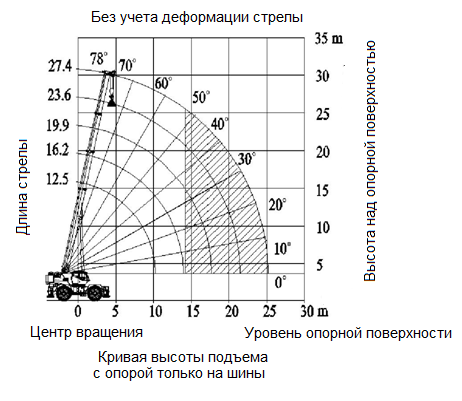 Без учета деформации стрелы
35 m
27.4 78° 70° 30
60°
23.6 50° 25
19.9 40° 20
16.2 30°
12.5 20° 15
10
10°
5
0°
0 5 10 15 20 25 30 m
Длина стрелы
Высота над опорной поверхностью
Центр вращения Уровень опорной поверхности
Кривая высоты подъема
с опорой только на шины